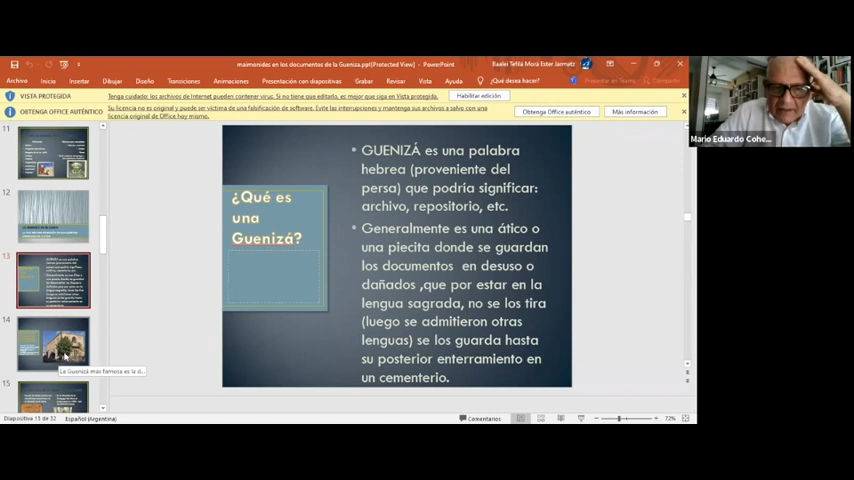 maimonides en los documentos de la Gueniza.ppt[Protected View] - PowerPoint
Baalei Tefilá Morá Ester Jarmatz
Archivo Inicio Insertar Dibujar Diseño Transiciones Animaciones Presentación con diapositivas Grabar Revisar Vista Ayuda ¿Qué desea hacer? Presentar en Teams Compartir
VISTA PROTEGIDA Tenga cuidado: los archivos de Internet pueden contener virus. Si no tiene que editarlo, es mejor que siga en Vista protegida. Habilitar edición
OBTENGA OFFICE AUTÉNTICO Su licencia no es original y puede ser víctima de una falsificación de software. Evite las interrupciones y mantenga sus archivos a salvo con una
licencia original de Office hoy mismo. Obtenga Office auténtico Más información
Mario Eduardo Cohe...
11
12
13
14
La Guenizá más famosa es la d...
15
¿Qué es
una
Guenizá?
• GUENIZÁ es una palabra
hebrea (proveniente del
persa) que podría significar:
archivo, repositorio, etc.
• Generalmente es una ático o
una piecita donde se guardan
los documentos en desuso o
dañados ,que por estar en la
lengua sagrada, no se los tira
(luego se admitieron otras
lenguas) se los guarda hasta
su posterior enterramiento en
un cementerio.
Diapositiva 13 de 32 Español (Argentina) Comentarios 72%